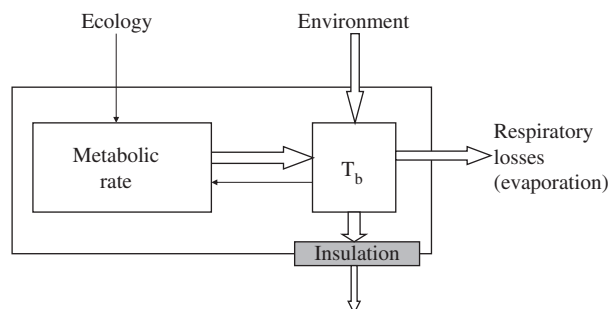 Ecology
Environment
Metabolic
rate
T_b
Respiratory
losses
(evaporation)
Insulation